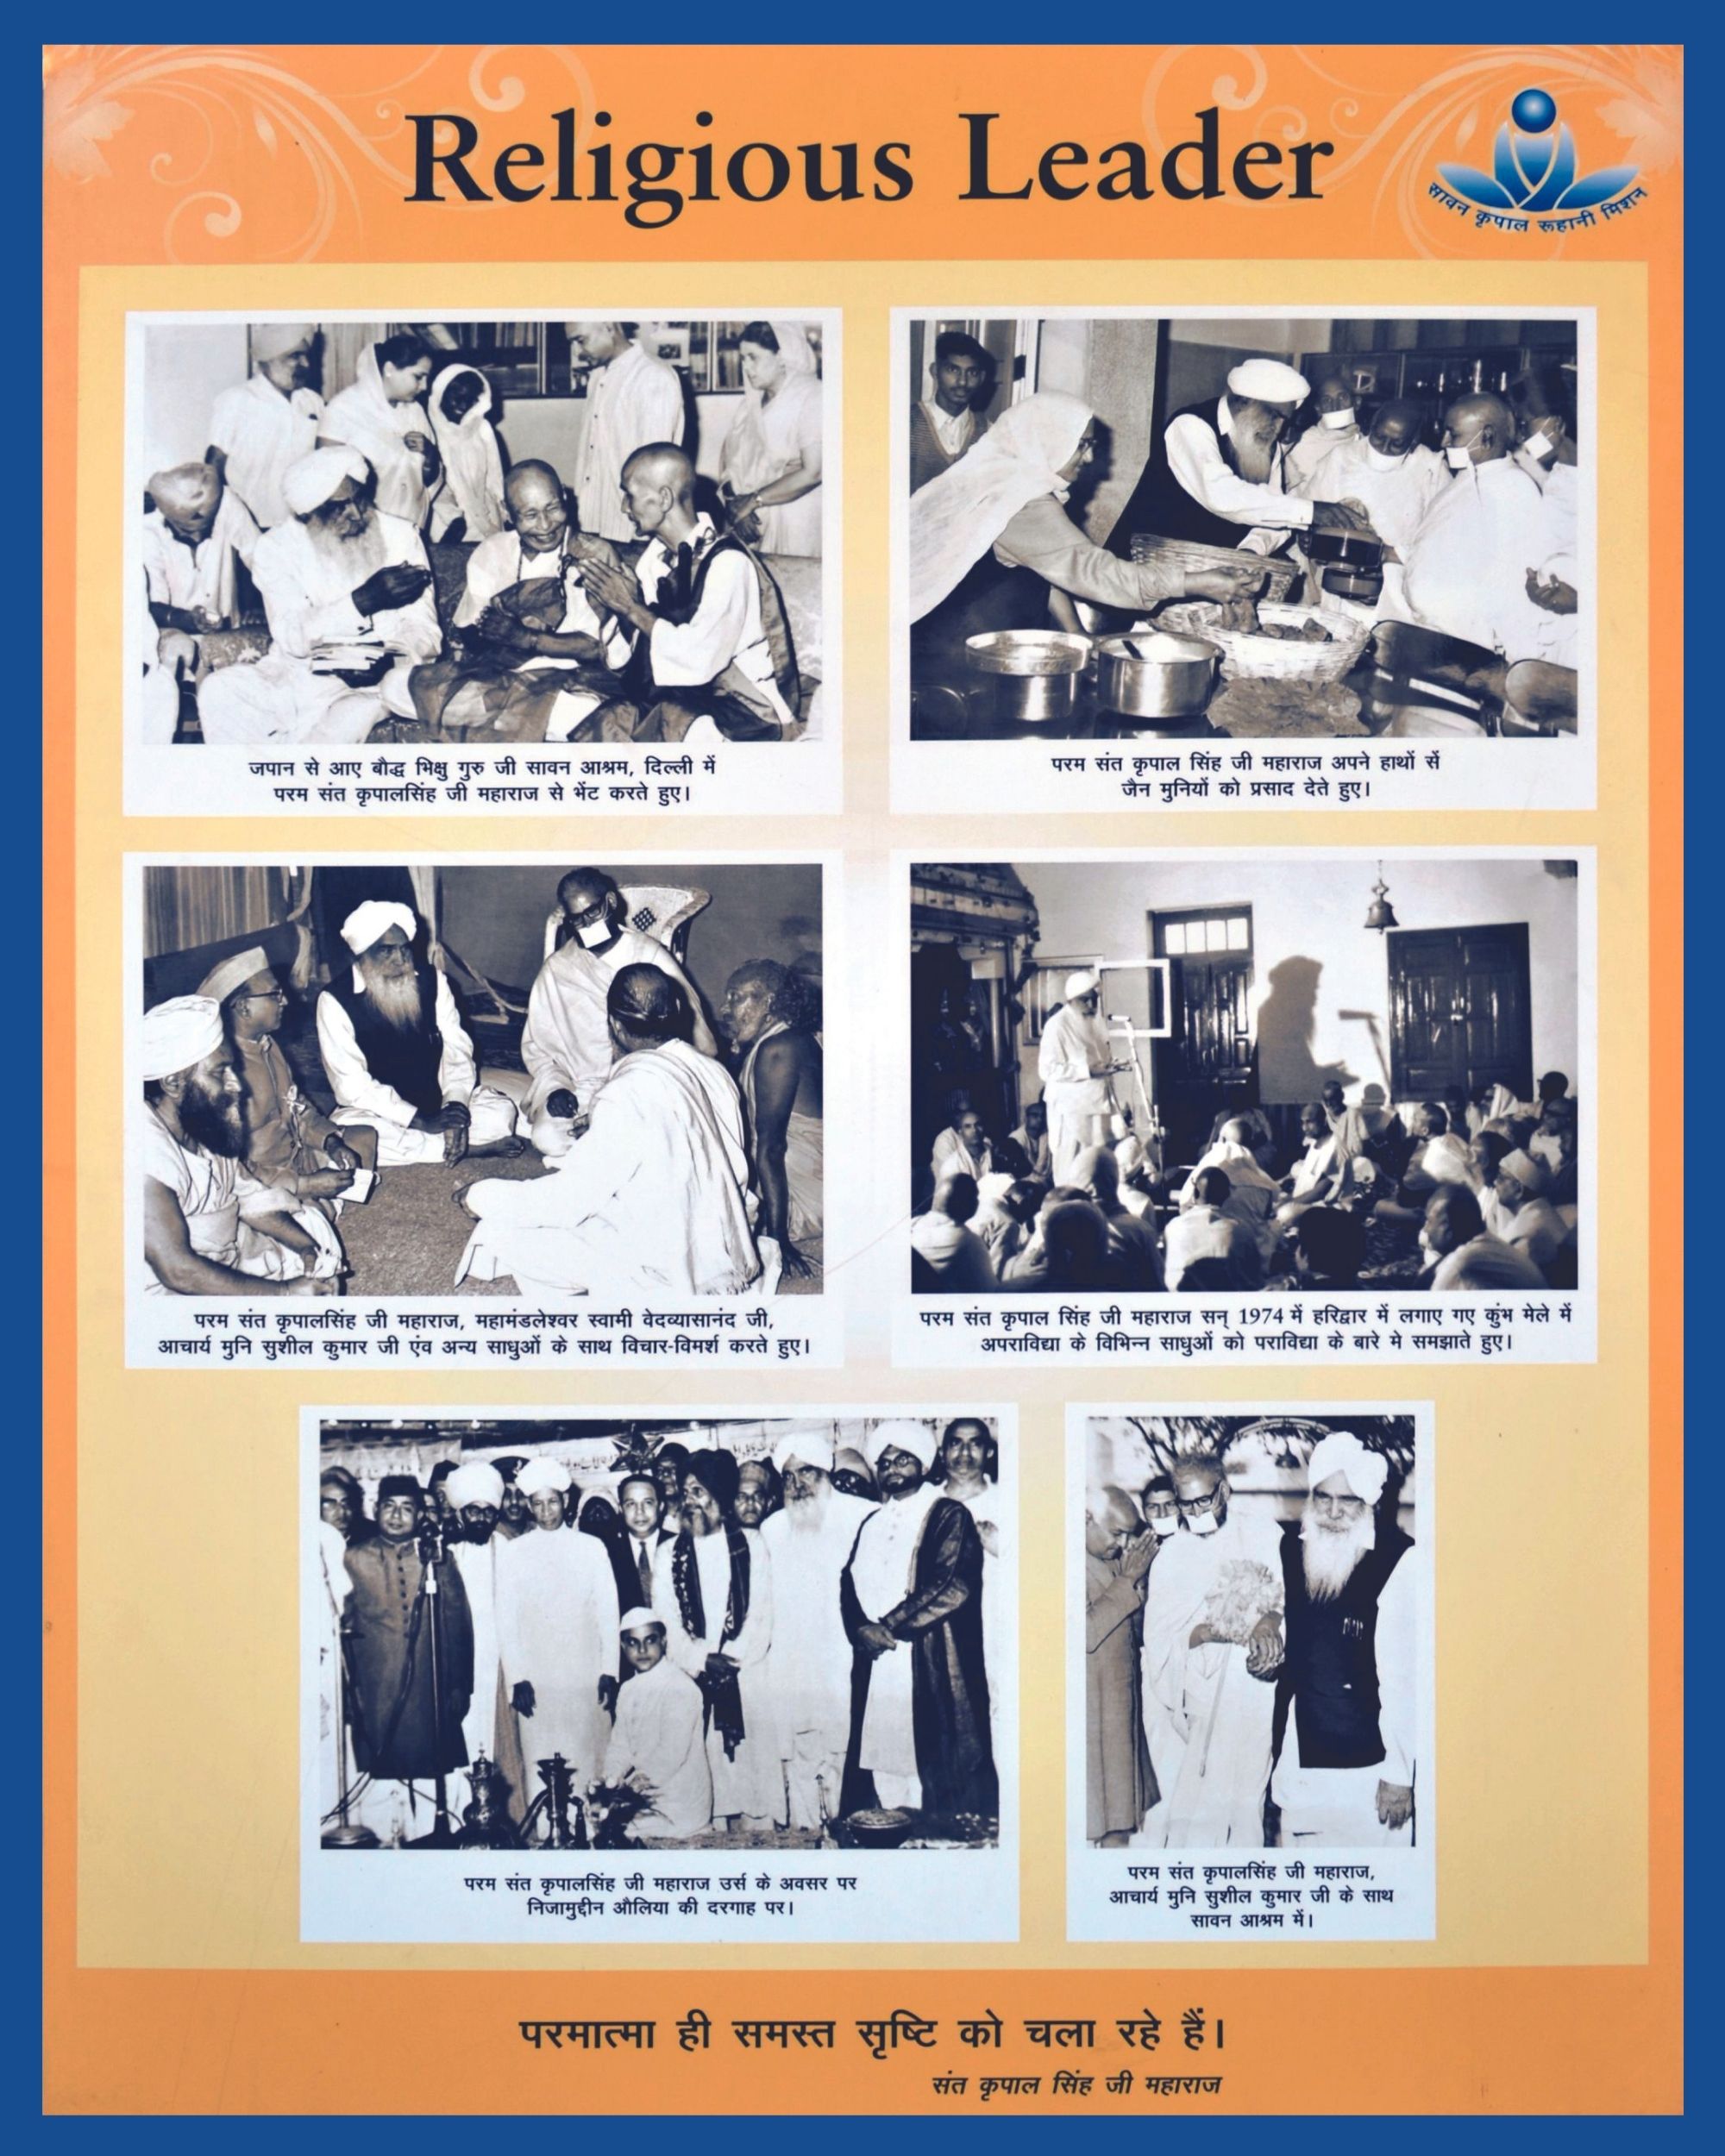 Religious Leader
सावन कृपाल रूहानी मिशन
जापान से आए बौद्ध भिक्षु गुरु जी सावन आश्रम, दिल्ली में
परम संत कृपालसिंह जी महाराज से भेंट करते हुए।
परम संत कृपाल सिंह जी महाराज अपने हाथों सें
जैन मुनियों को प्रसाद देते हुए।
परम संत कृपालसिंह जी महाराज, महामंडलेश्वर स्वामी वेदव्यासानंद जी,
आचार्य मुनि सुशील कुमार जी एंव अन्य साधुओं के साथ विचार-विमर्श करते हुए।
परम संत कृपाल सिंह जी महाराज सन् 1974 में हरिद्वार में लगाए गए कुंभ मेले में
अपराविद्या के विभिन्न साधुओं को पराविद्या के बारे मे समझाते हुए।
परम संत कृपालसिंह जी महाराज उर्स के अवसर पर
निजामुद्दीन औलिया की दरगाह पर।
परम संत कृपालसिंह जी महाराज,
आचार्य मुनि सुशील कुमार जी के साथ
सावन आश्रम में।
परमात्मा ही समस्त सृष्टि को चला रहे हैं।
संत कृपाल सिंह जी महाराज